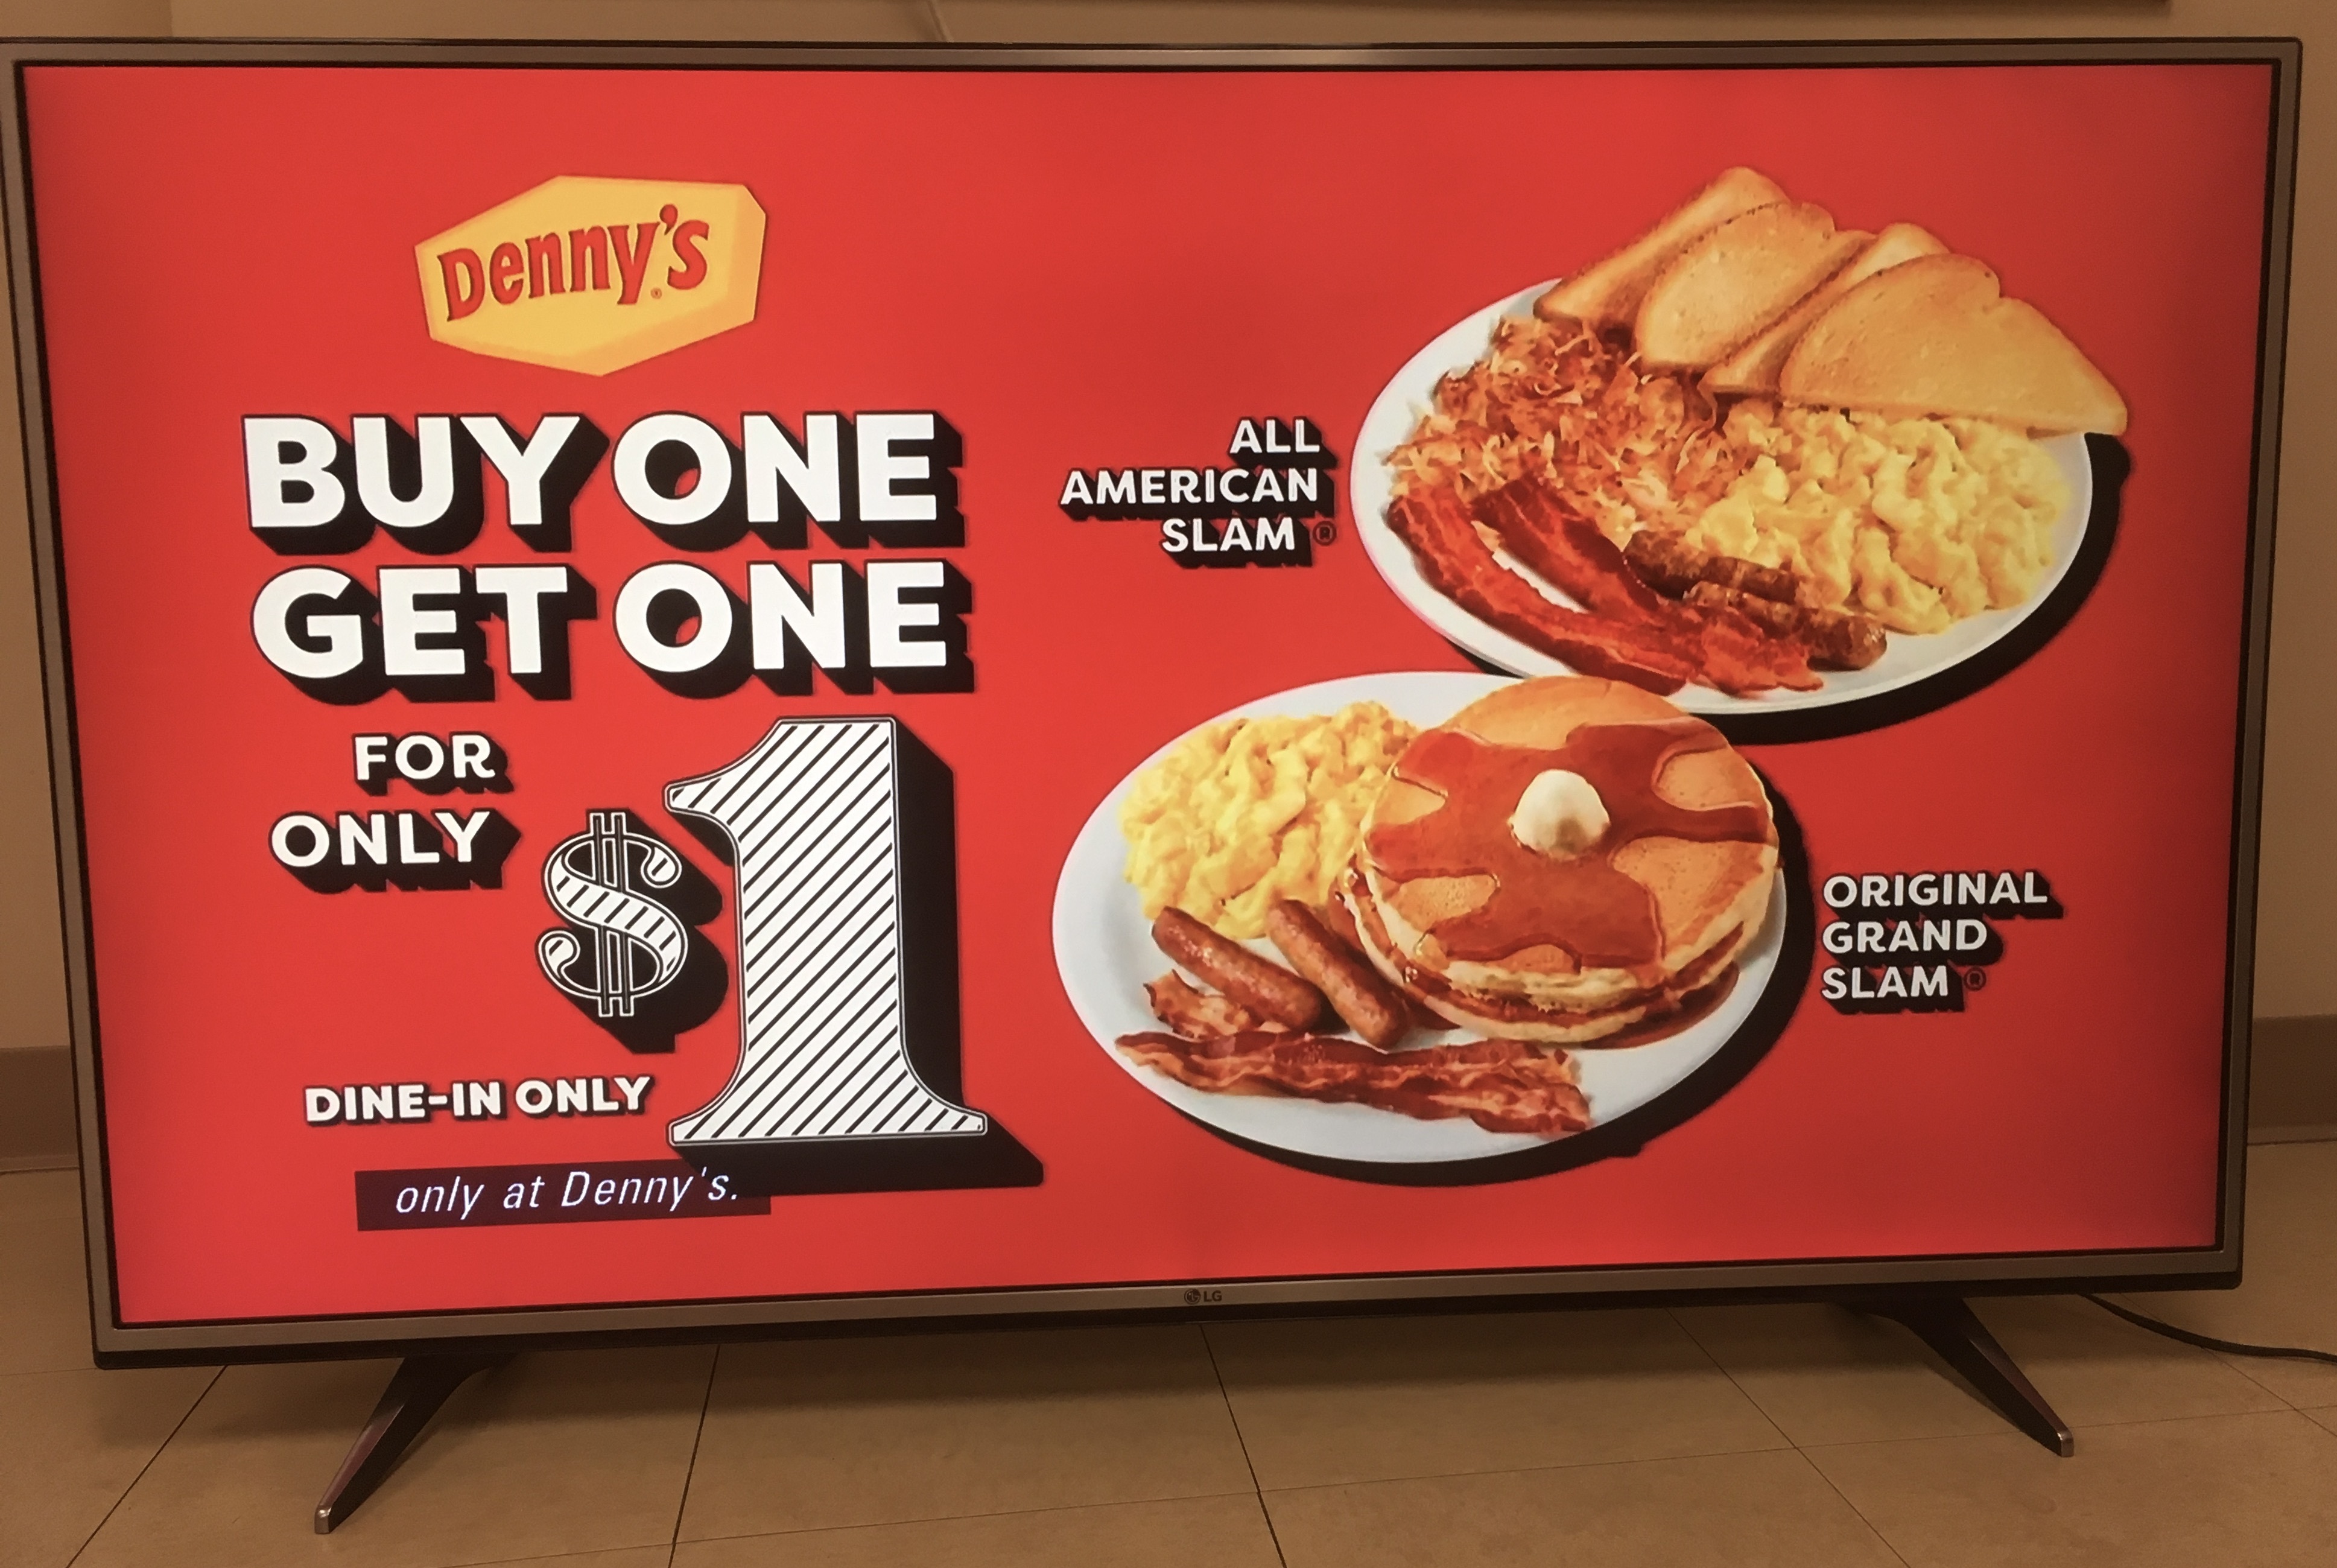 Denny's®
BUY ONE
GET ONE
FOR
ONLY
$1
DINE-IN ONLY
only at Denny's.
ALL
AMERICAN
SLAM ®
ORIGINAL
GRAND
SLAM ®
LG